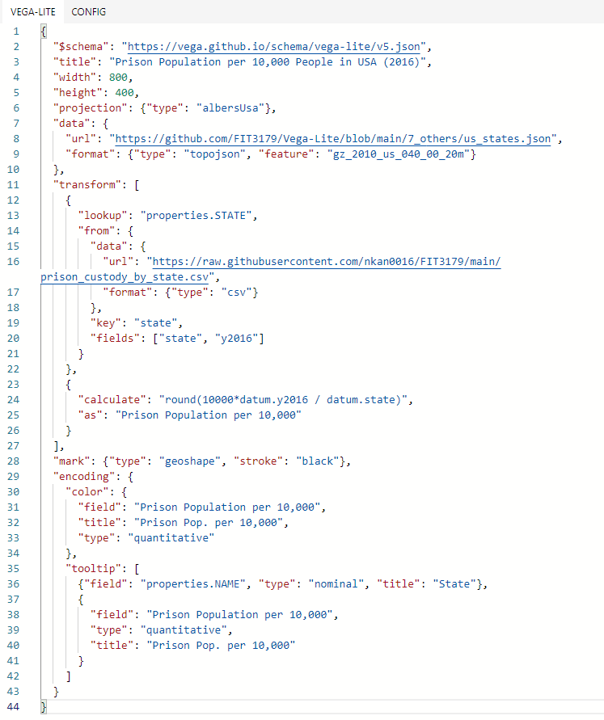 VEGA-LITE CONFIG
1 {
2 "$schema": "https://vega.github.io/schema/vega-lite/v5.json",
3 "title": "Prison Population per 10,000 People in USA (2016)",
4 "width": 800,
5 "height": 400,
6 "projection": {"type": "albersUsa"},
7 "data": {
8 "url": "https://github.com/FIT3179/Vega-Lite/blob/main/7_others/us_states.json",
9 "format": {"type": "topojson", "feature": "gz_2010_us_040_00_20m"}
10 },
11 "transform": [
12 {
13 "lookup": "properties.STATE",
14 "from": {
15 "data": {
16 "url": "https://raw.githubusercontent.com/nkan0016/FIT3179/main/
prison_custody_by_state.csv",
17 "format": {"type": "csv"}
18 },
19 "key": "state",
20 "fields": ["state", "y2016"]
21 }
22 },
23 {
24 "calculate": "round(10000*datum.y2016 / datum.state)",
25 "as": "Prison Population per 10,000"
26 }
27 ],
28 "mark": {"type": "geoshape", "stroke": "black"},
29 "encoding": {
30 "color": {
31 "field": "Prison Population per 10,000",
32 "title": "Prison Pop. per 10,000",
33 "type": "quantitative"
34 },
35 "tooltip": [
36 {"field": "properties.NAME", "type": "nominal", "title": "State"},
37 {
38 "field": "Prison Population per 10,000",
39 "type": "quantitative",
40 "title": "Prison Pop. per 10,000"
41 }
42 ]
43 }
44 }